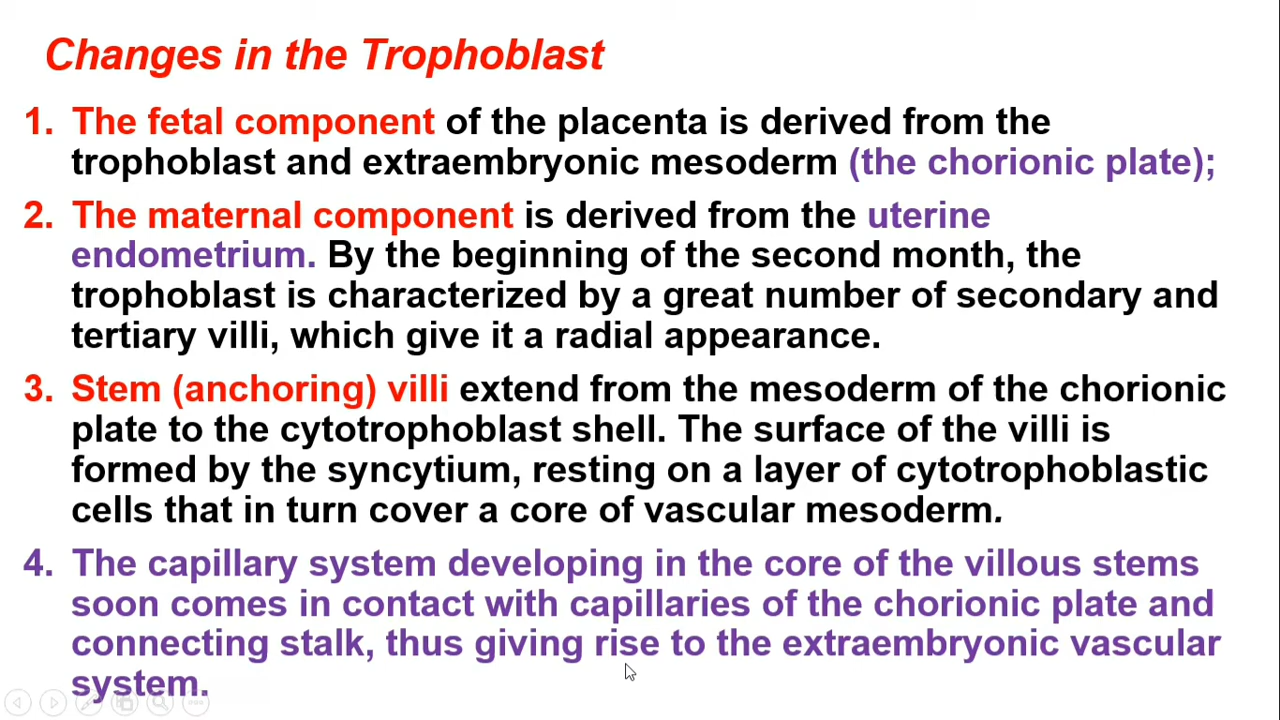 Changes in the Trophoblast
1. The fetal component of the placenta is derived from the
trophoblast and extraembryonic mesoderm (the chorionic plate);
2. The maternal component is derived from the uterine
endometrium. By the beginning of the second month, the
trophoblast is characterized by a great number of secondary and
tertiary villi, which give it a radial appearance.
3. Stem (anchoring) villi extend from the mesoderm of the chorionic
plate to the cytotrophoblast shell. The surface of the villi is
formed by the syncytium, resting on a layer of cytotrophoblastic
cells that in turn cover a core of vascular mesoderm.
4. The capillary system developing in the core of the villous stems
soon comes in contact with capillaries of the chorionic plate and
connecting stalk, thus giving rise to the extraembryonic vascular
system.